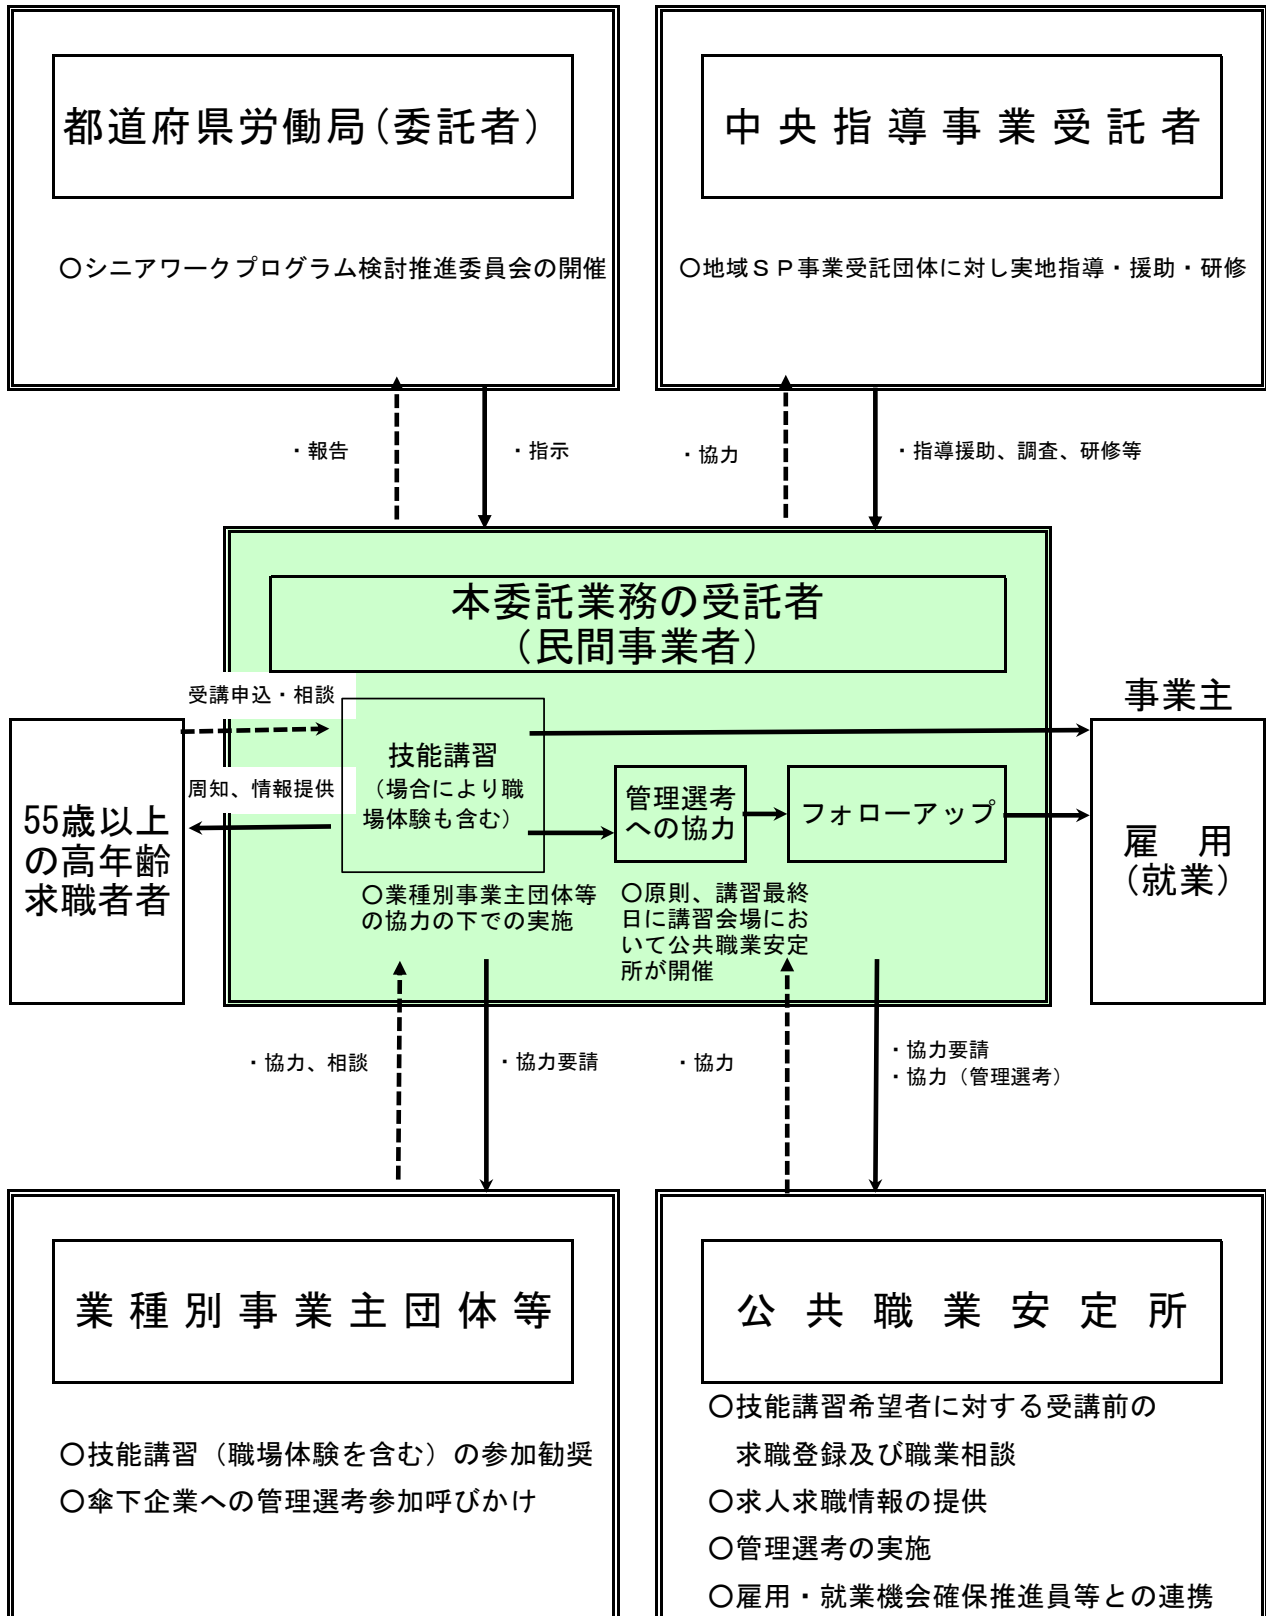 都道府県労働局(委託者)
〇シニアワークプログラム検討推進委員会の開催
中央指導事業受託者
〇地域SP事業受託団体に対し実地指導・援助・研修
・報告
・指示
・協力
・指導援助、調査、研修等
本委託業務の受託者
(民間事業者)
受講申込・相談
周知、情報提供
55歳以上
の高年齢
求職者者
技能講習
(場合により職
場体験も含む)
〇業種別事業主団体等
の協力の下での実施
管理選考
への協力
〇原則、講習最終
日に講習会場にお
いて公共職業安定
所が開催
フォローアップ
事業主
雇 用
(就業)
・協力、相談
・協力要請
・協力
・協力要請
・協力(管理選考)
業種別事業主団体等
〇技能講習(職場体験を含む)の参加勧奨
〇傘下企業への管理選考参加呼びかけ
公共職業安定所
〇技能講習希望者に対する受講前の
求職登録及び職業相談
〇求人求職情報の提供
〇管理選考の実施
〇雇用・就業機会確保推進員等との連携